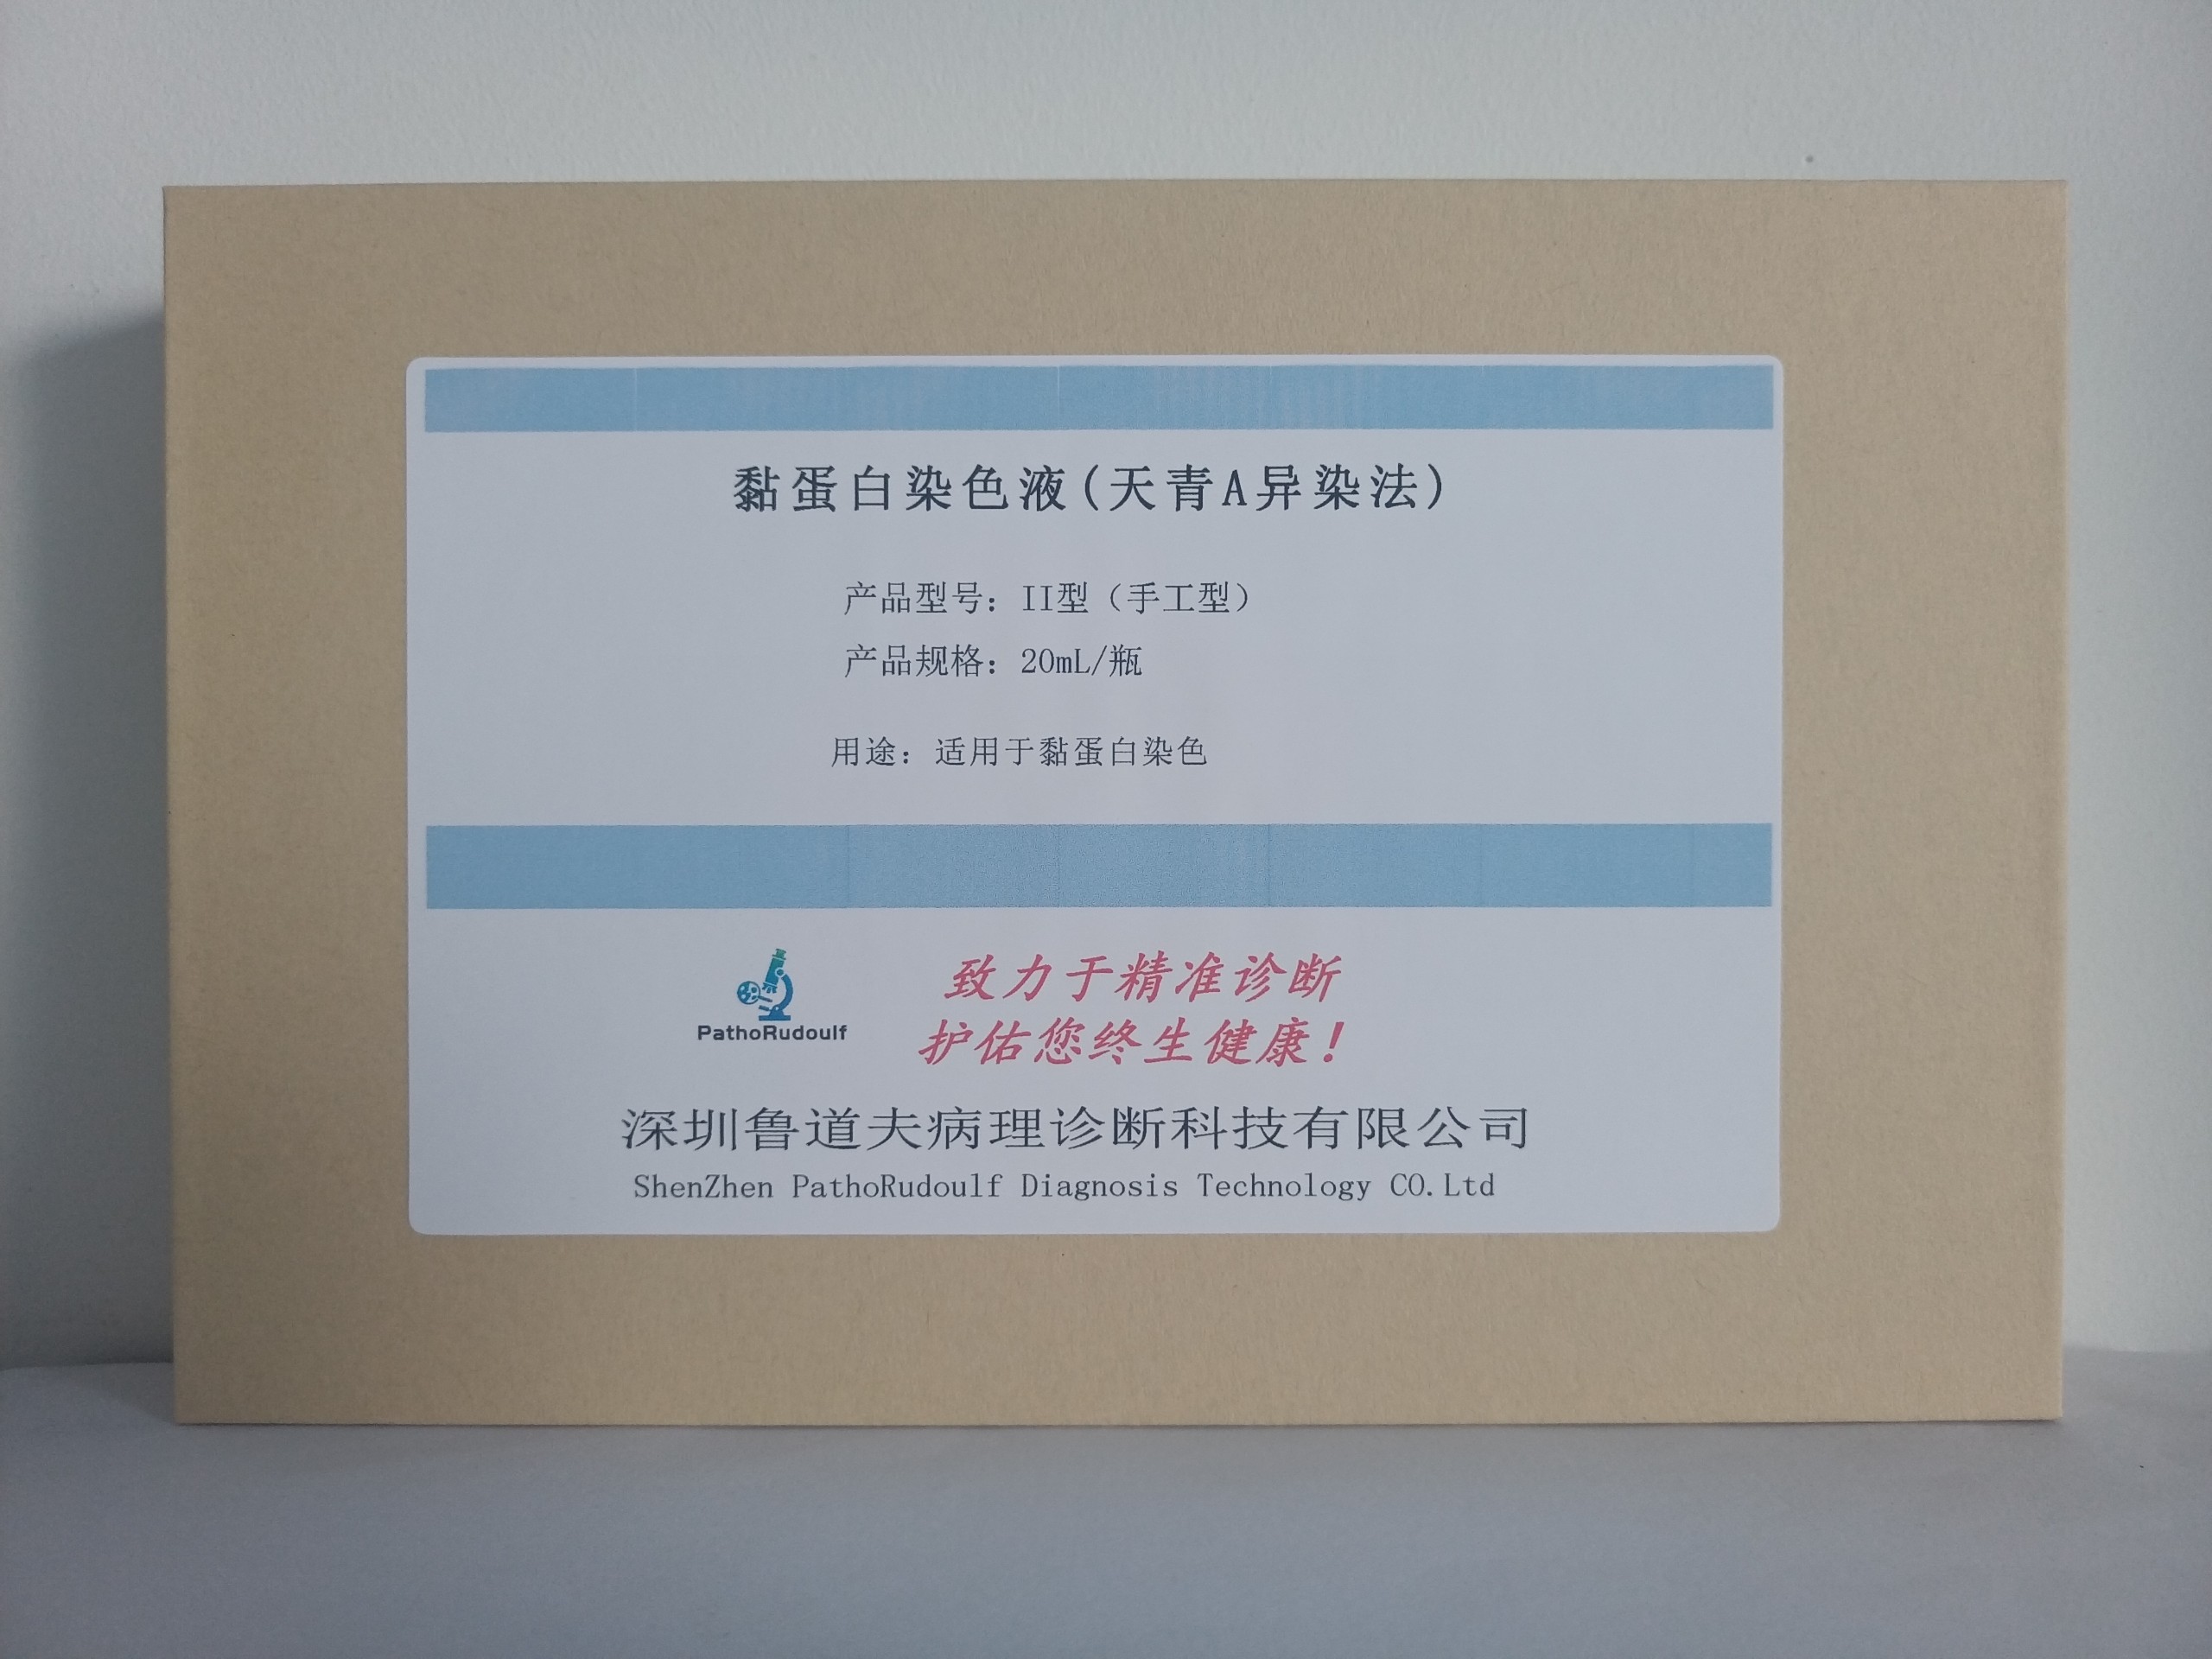 黏蛋白染色液(天青A异染法)
产品型号：II型（手工型）
产品规格：20mL/瓶
用途：适用于黏蛋白染色
PathoRudoulf
致力于精准诊断
护佑您终生健康！
深圳鲁道夫病理诊断科技有限公司
ShenZhen PathoRudoulf Diagnosis Technology CO.Ltd